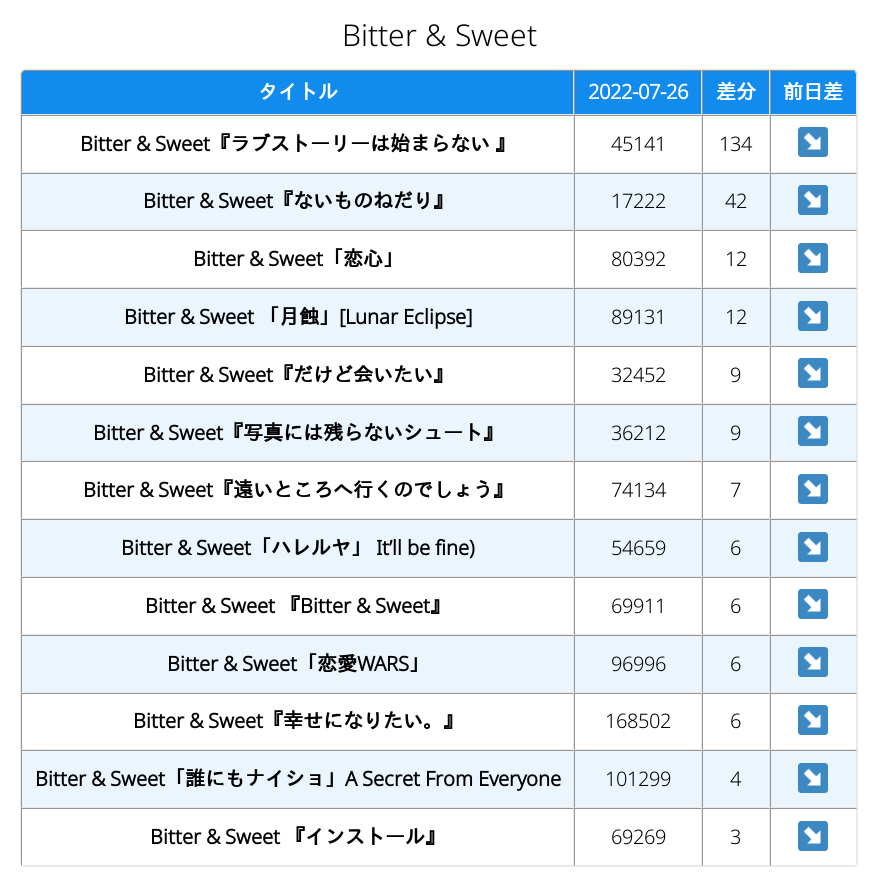 Bitter & Sweet
タイトル 2022-07-26 差分 前日差
Bitter & Sweet『ラブストーリーは始まらない 』 45141 134
Bitter & Sweet『ないものねだり』 17222 42
Bitter & Sweet「恋心」 80392 12
Bitter & Sweet 「月蝕」[Lunar Eclipse] 89131 12
Bitter & Sweet『だけど会いたい』 32452 9
Bitter & Sweet『写真には残らないシュート』 36212 9
Bitter & Sweet『遠いところへ行くのでしょう』 74134 7
Bitter & Sweet「ハレルヤ」 It’ll be fine) 54659 6
Bitter & Sweet 『Bitter & Sweet』 69911 6
Bitter & Sweet「恋愛WARS」 96996 6
Bitter & Sweet『幸せになりたい。』 168502 6
Bitter & Sweet「誰にもナイショ」A Secret From Everyone 101299 4
Bitter & Sweet 『インストール』 69269 3